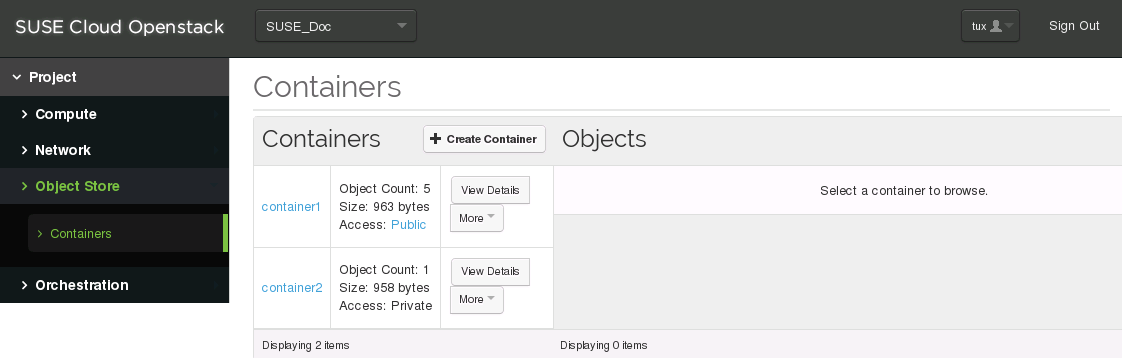 SUSE Cloud Openstack
SUSE_Doc
tux
Sign Out
Project
Compute
Network
Object Store
Containers
Orchestration
Containers
Containers
Create Container
Objects
container1
Object Count: 5
Size: 963 bytes
Access: Public
View Details
More
Select a container to browse.
container2
Object Count: 1
Size: 958 bytes
Access: Private
View Details
More
Displaying 2 items
Displaying 0 items